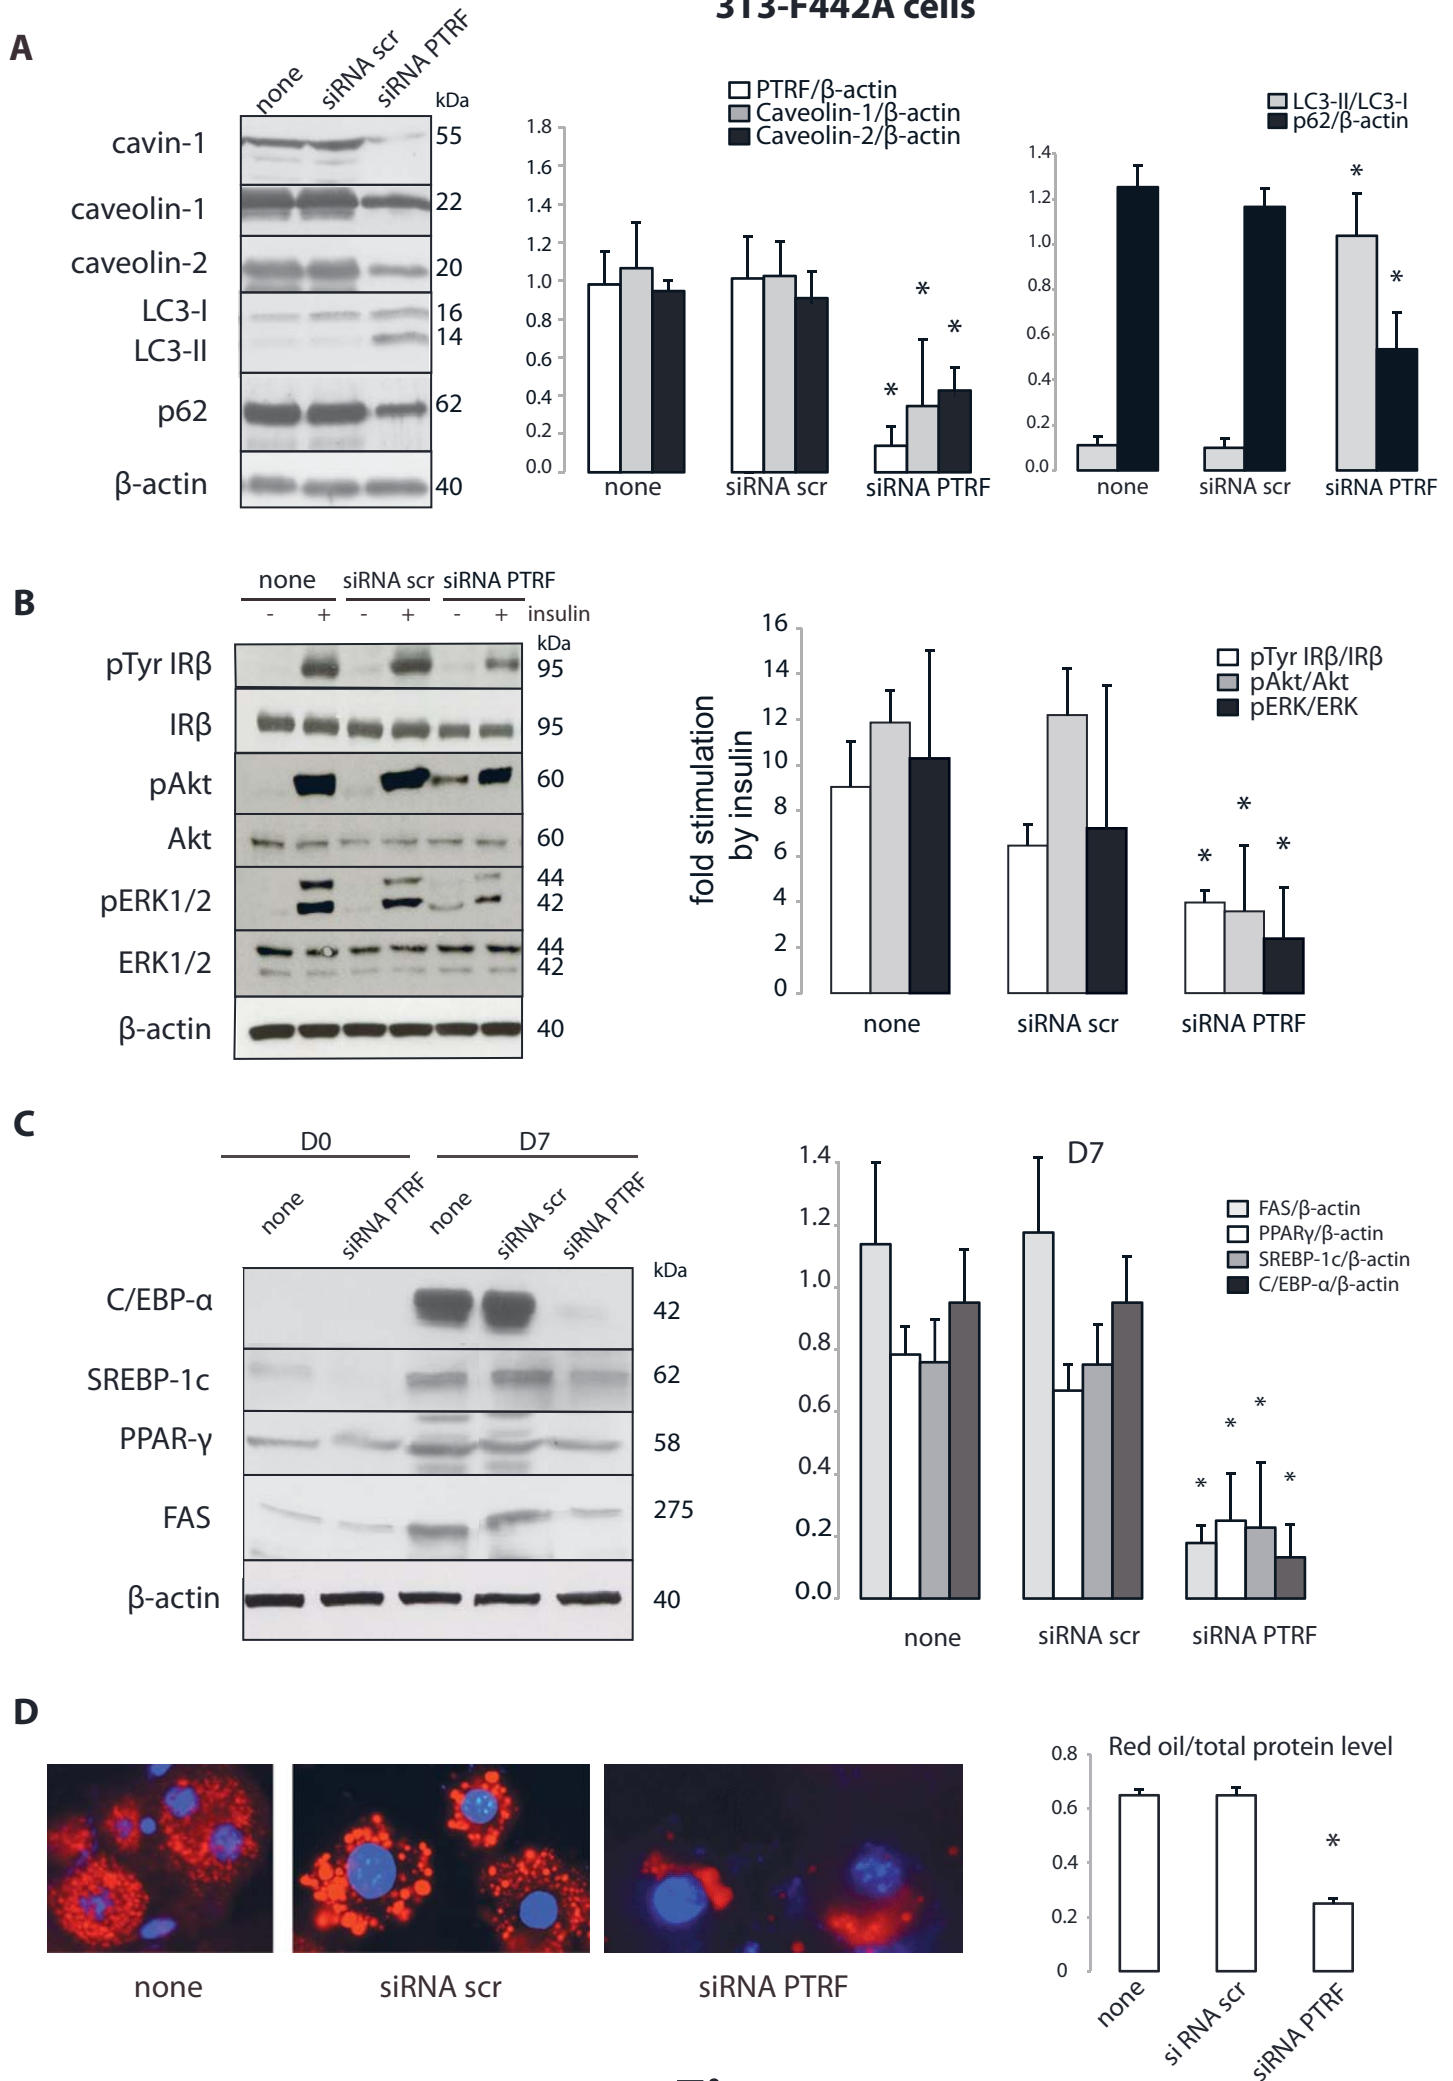 3T3-F442A cells
A
none
siRNA scr
siRNA PTRF
kDa
cavin-1
55
caveolin-1
22
caveolin-2
20
LC3-I
16
LC3-II
14
p62
62
β-actin
40
PTRF/β-actin
Caveolin-1/β-actin
Caveolin-2/β-actin
1.8
1.6
1.4
1.2
1.0
0.8
0.6
0.4
0.2
0.0
* * *
none siRNA scr siRNA PTRF
LC3-II/LC3-I
p62/β-actin
1.4
1.2
1.0
0.8
0.6
0.4
0.2
0.0
* *
none siRNA scr siRNA PTRF
B
none siRNA scr siRNA PTRF
- + - + - + insulin
kDa
pTyr IRβ 95
IRβ 95
pAkt 60
Akt 60
pERK1/2 44
42
ERK1/2 44
42
β-actin 40
fold stimulation
by insulin
16
14
12
10
8
6
4
2
0
pTyr IRβ/IRβ
pAkt/Akt
pERK/ERK
* * *
none siRNA scr siRNA PTRF
C
D0 D7
none
siRNA PTRF
none
siRNA scr
siRNA PTRF
kDa
C/EBP-α 42
SREBP-1c 62
PPAR-γ 58
FAS 275
β-actin 40
D7
1.4
1.2
1.0
0.8
0.6
0.4
0.2
0.0
FAS/β-actin
PPARγ/β-actin
SREBP-1c/β-actin
C/EBP-α/β-actin
* * * *
none siRNA scr siRNA PTRF
D
none siRNA scr siRNA PTRF
Red oil/total protein level
0.8
0.6
0.4
0.2
0
*
none
si RNA scr
siRNA PTRF